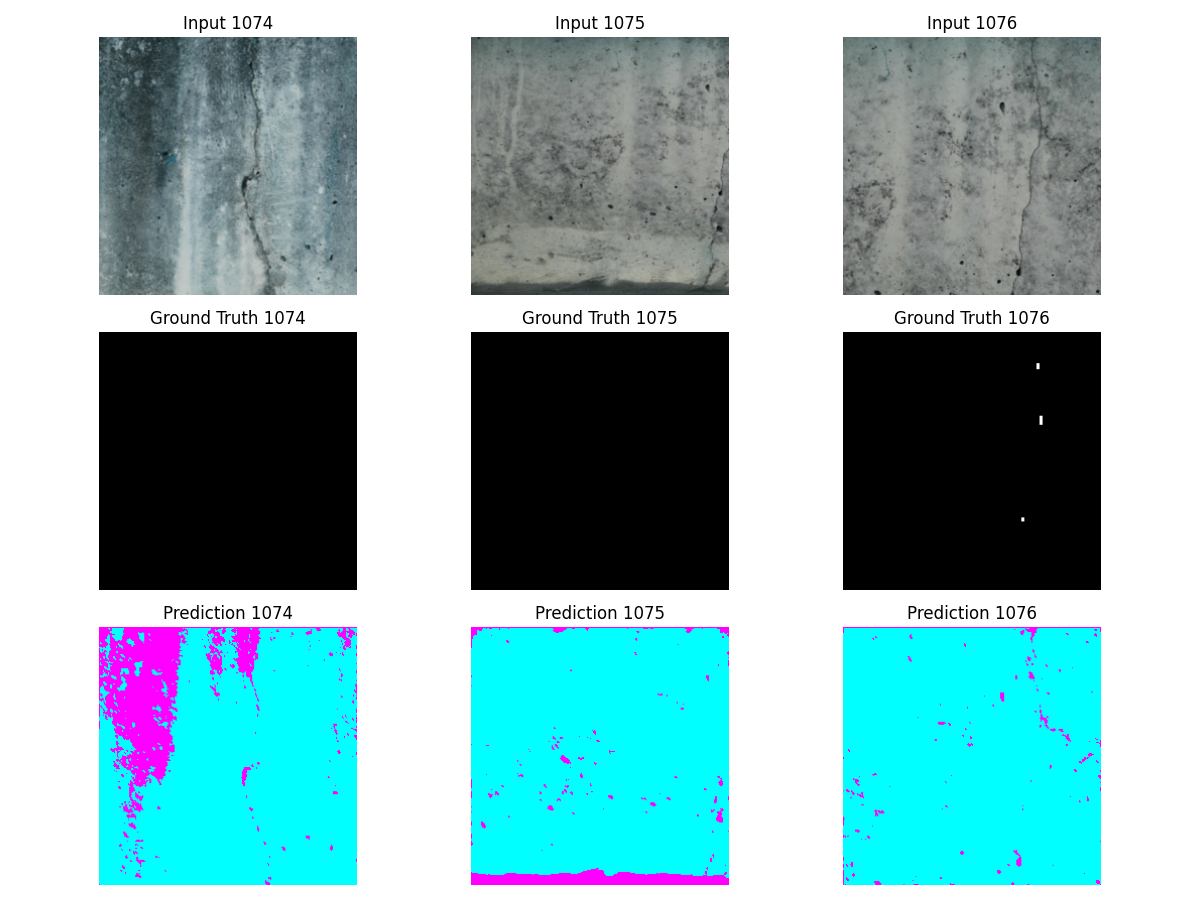 Input 1074
Input 1075
Input 1076
Ground Truth 1074
Ground Truth 1075
Ground Truth 1076
Prediction 1074
Prediction 1075
Prediction 1076